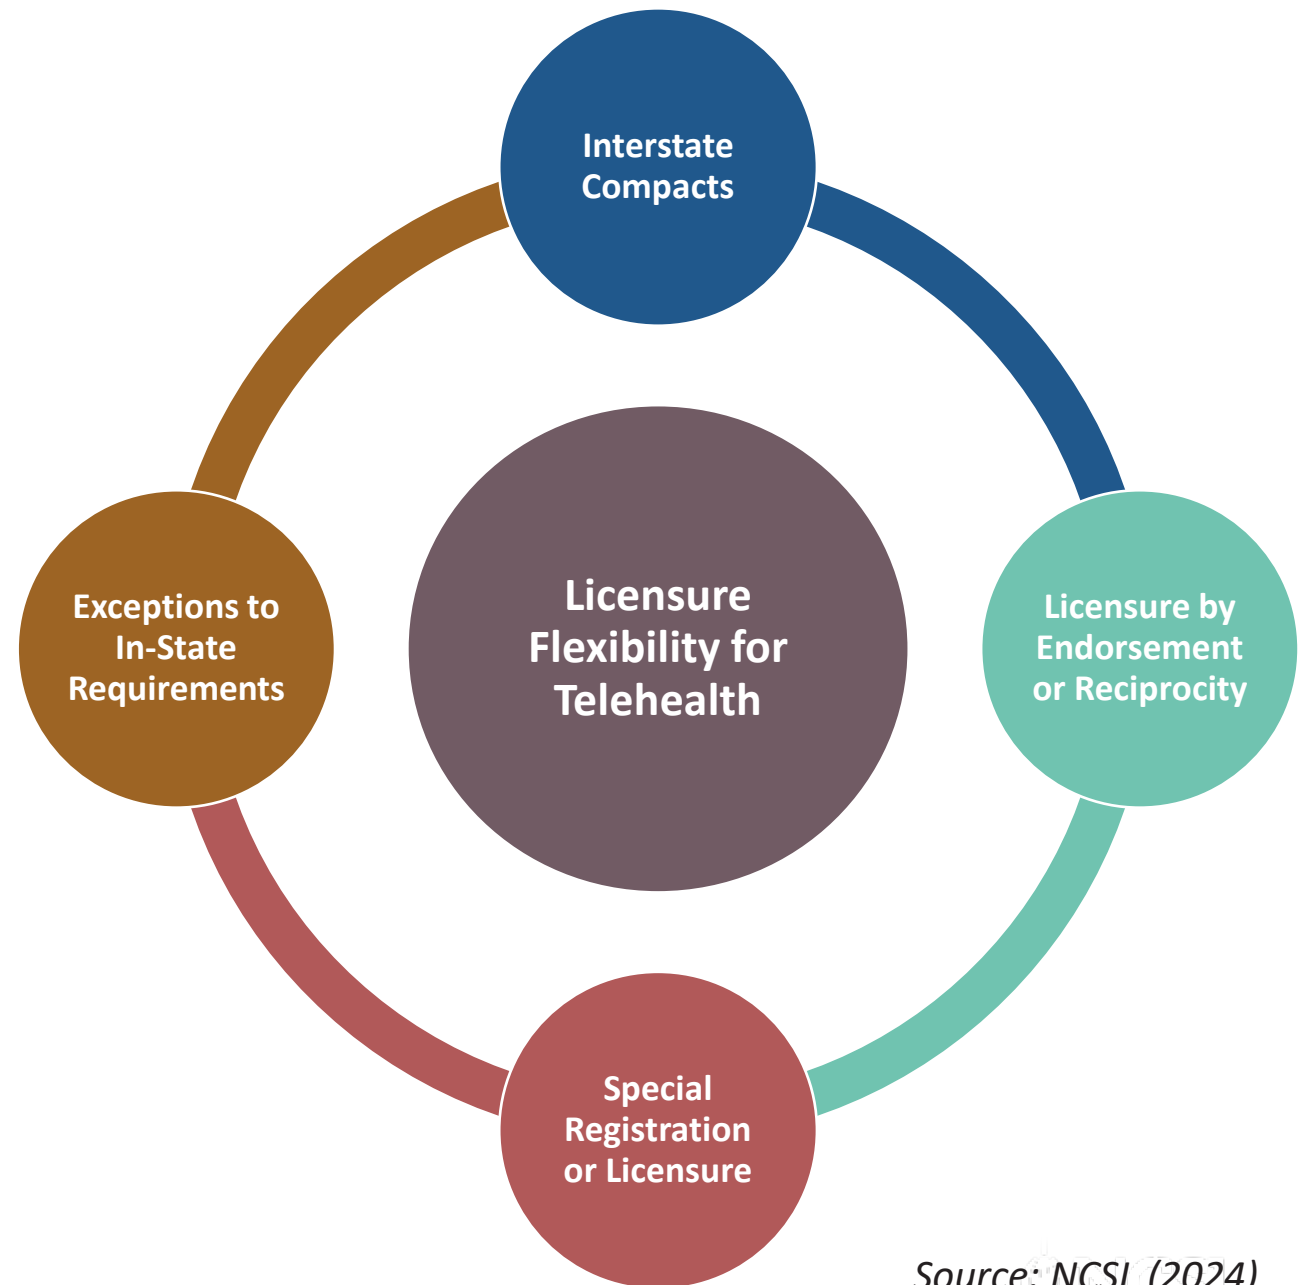 Interstate
Compacts
Exceptions to
In-State
Requirements
Licensure
Flexibility for
Telehealth
Licensure by
Endorsement
or Reciprocity
Special
Registration
or Licensure
Source: NCSL (2024)